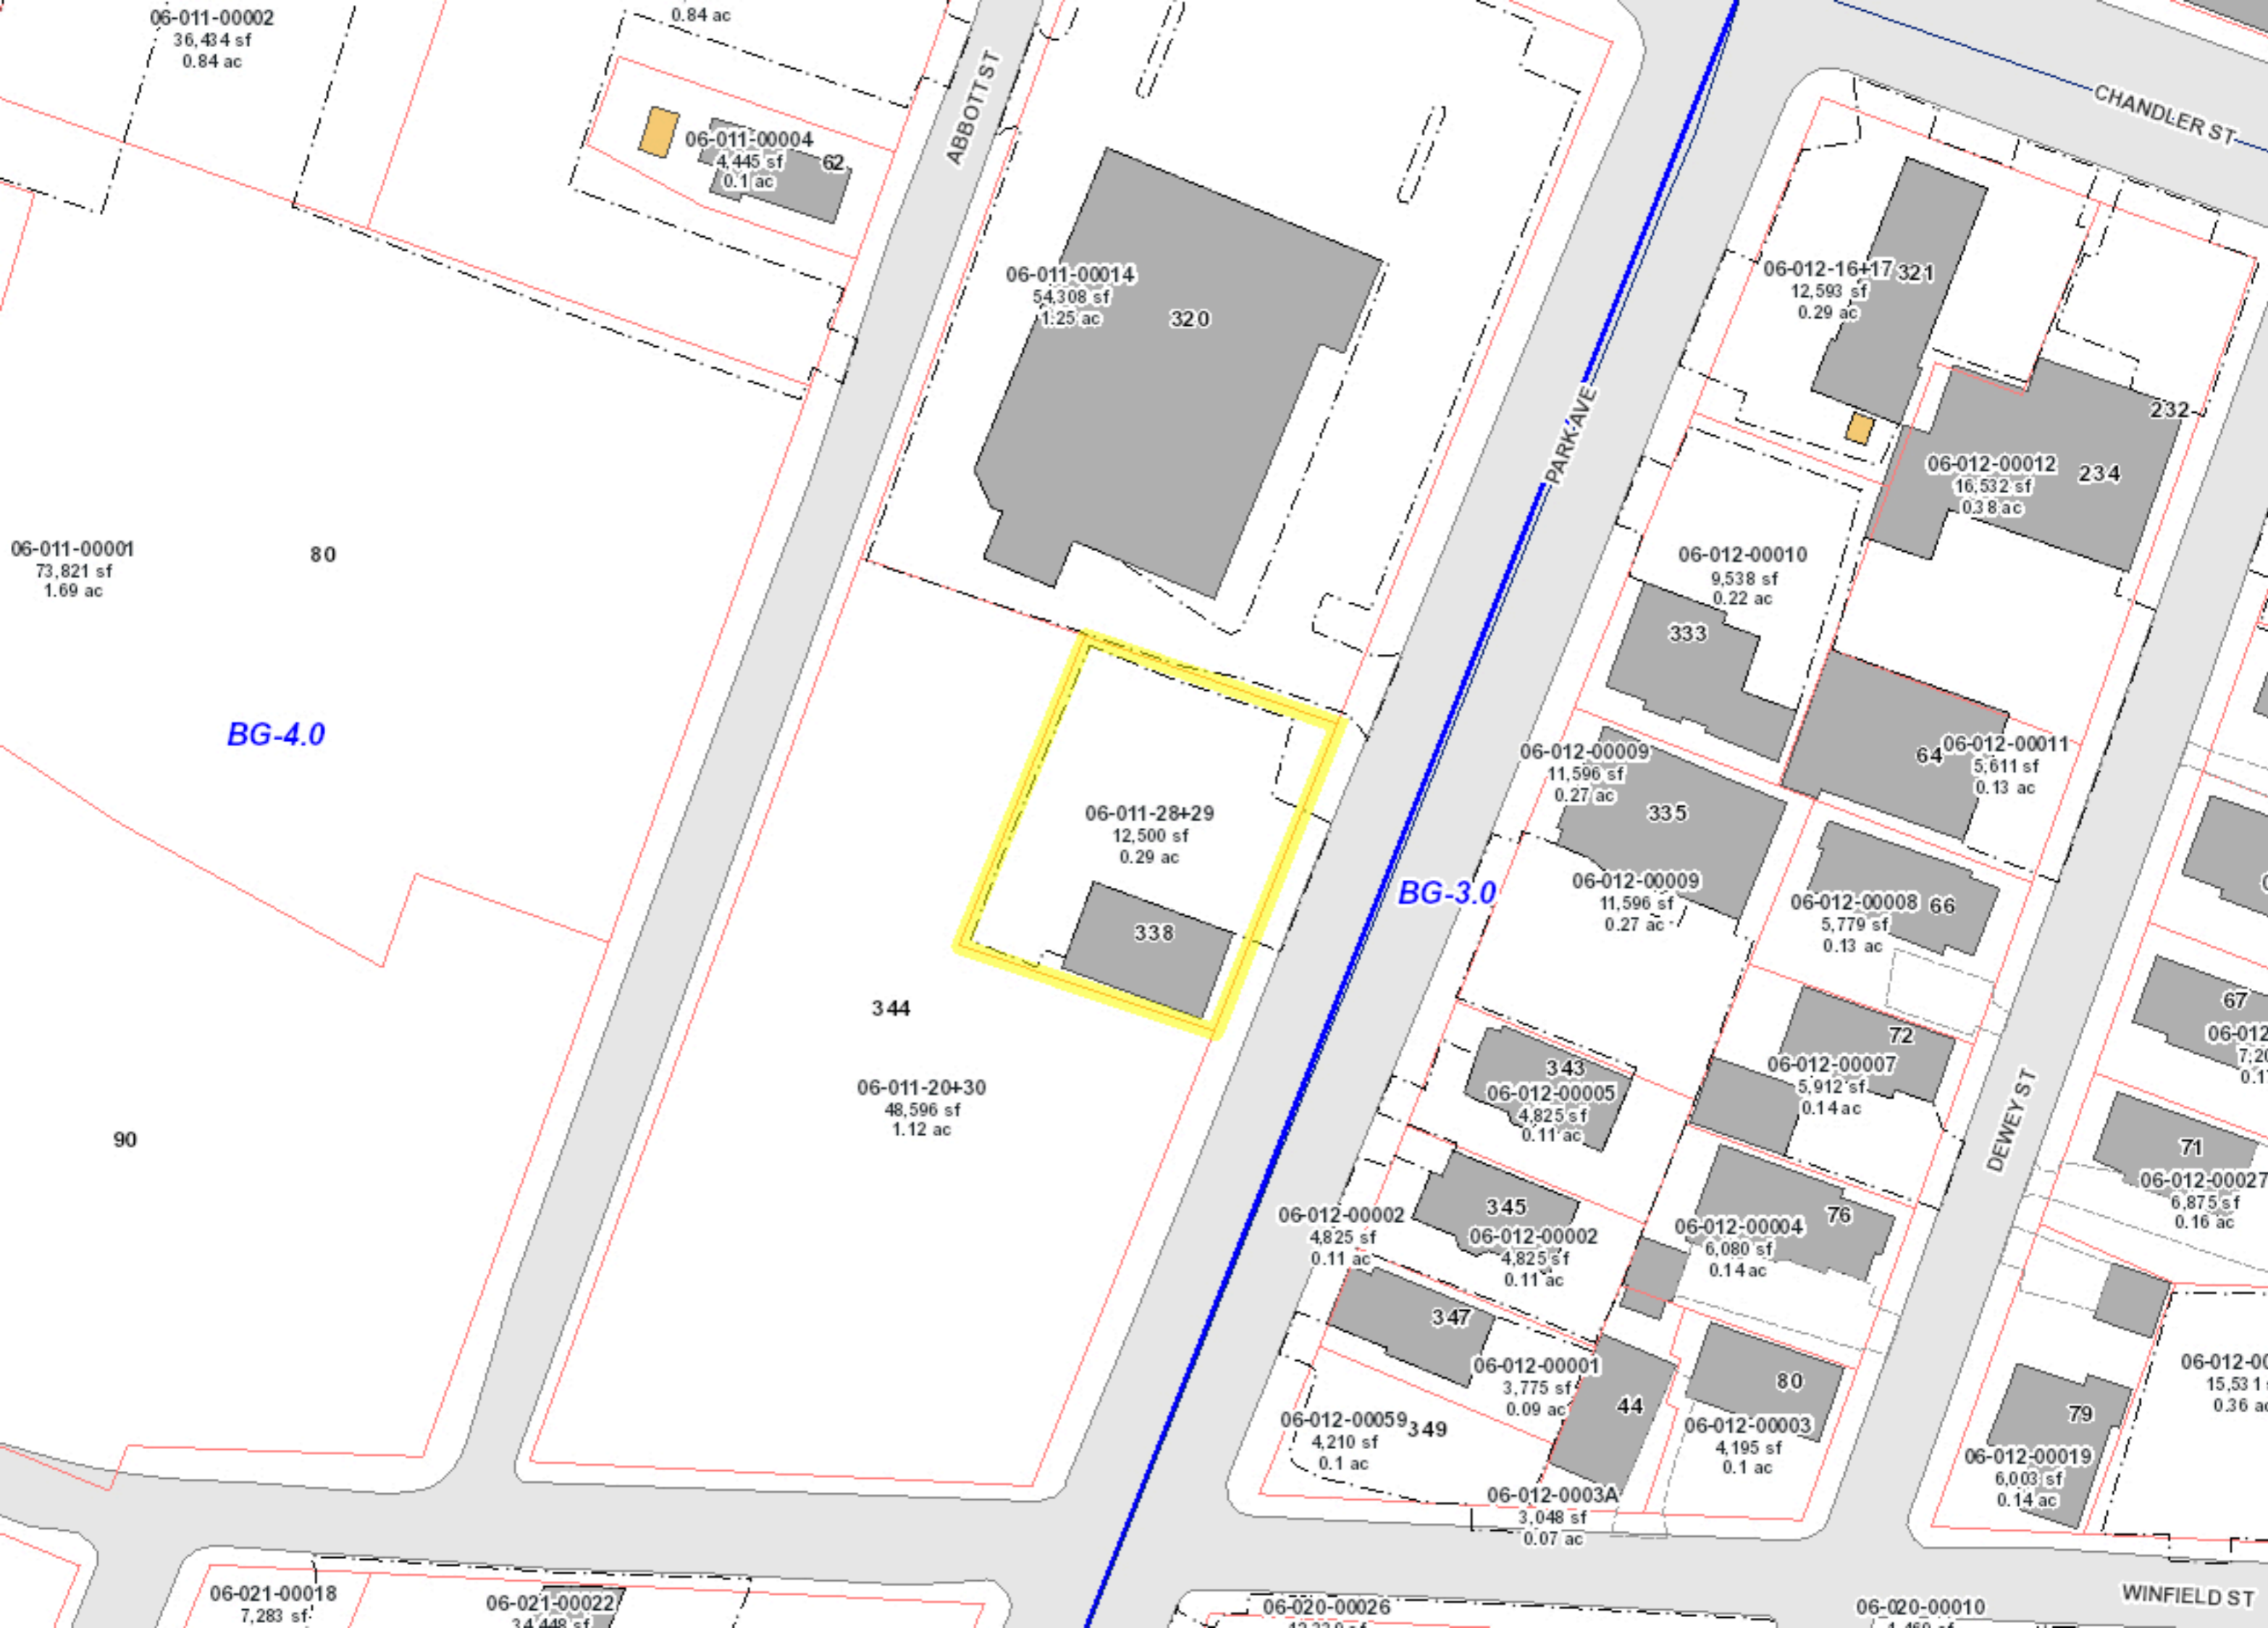 06-011-00002
36,434 sf
0.84 ac
0.84 ac
ABBOTT ST
CHANDLER ST
06-011-00004
4,445 sf
0.1 ac
62
06-011-00014
54,308 sf
1.25 ac
320
06-012-16+17
12,593 sf
0.29 ac
321
PARK AVE
232
06-012-00012
16,532 sf
0.38 ac
234
06-011-00001
73,821 sf
1.69 ac
80
06-012-00010
9,538 sf
0.22 ac
333
BG-4.0
06-012-00009
11,596 sf
0.27 ac
335
64
06-012-00011
5,611 sf
0.13 ac
06-011-28+29
12,500 sf
0.29 ac
338
BG-3.0
06-012-00009
11,596 sf
0.27 ac
06-012-00008
5,779 sf
0.13 ac
66
344
06-011-20+30
48,596 sf
1.12 ac
90
343
06-012-00005
4,825 sf
0.11 ac
72
06-012-00007
5,912 sf
0.14 ac
67
06-012
DEWEY ST
71
06-012-00027
6,875 sf
0.16 ac
06-012-00002
4,825 sf
0.11 ac
345
06-012-00002
4,825 sf
0.11 ac
76
06-012-00004
6,080 sf
0.14 ac
347
06-012-00001
3,775 sf
0.09 ac
06-012-00059
4,210 sf
0.1 ac
349
44
80
06-012-00003
4,195 sf
0.1 ac
06-012-00
15,531
0.36 ac
79
06-012-00019
6,003 sf
0.14 ac
06-012-0003A
3,048 sf
0.07 ac
06-021-00018
7,283 sf
06-021-00022
34,448 sf
06-020-00026
06-020-00010
WINFIELD ST